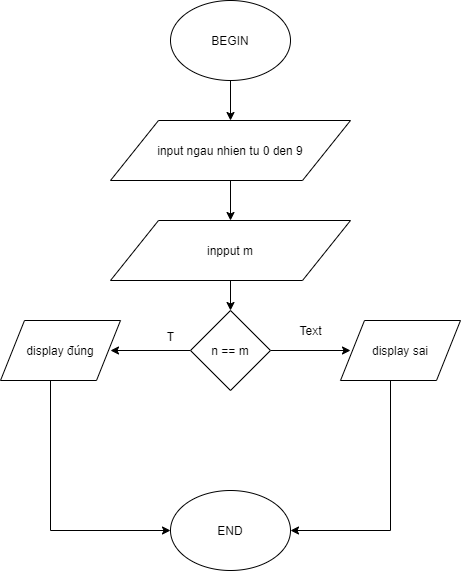 BEGIN
input ngau nhien tu 0 den 9
inpput m
T
Text
display đúng
n == m
display sai
END